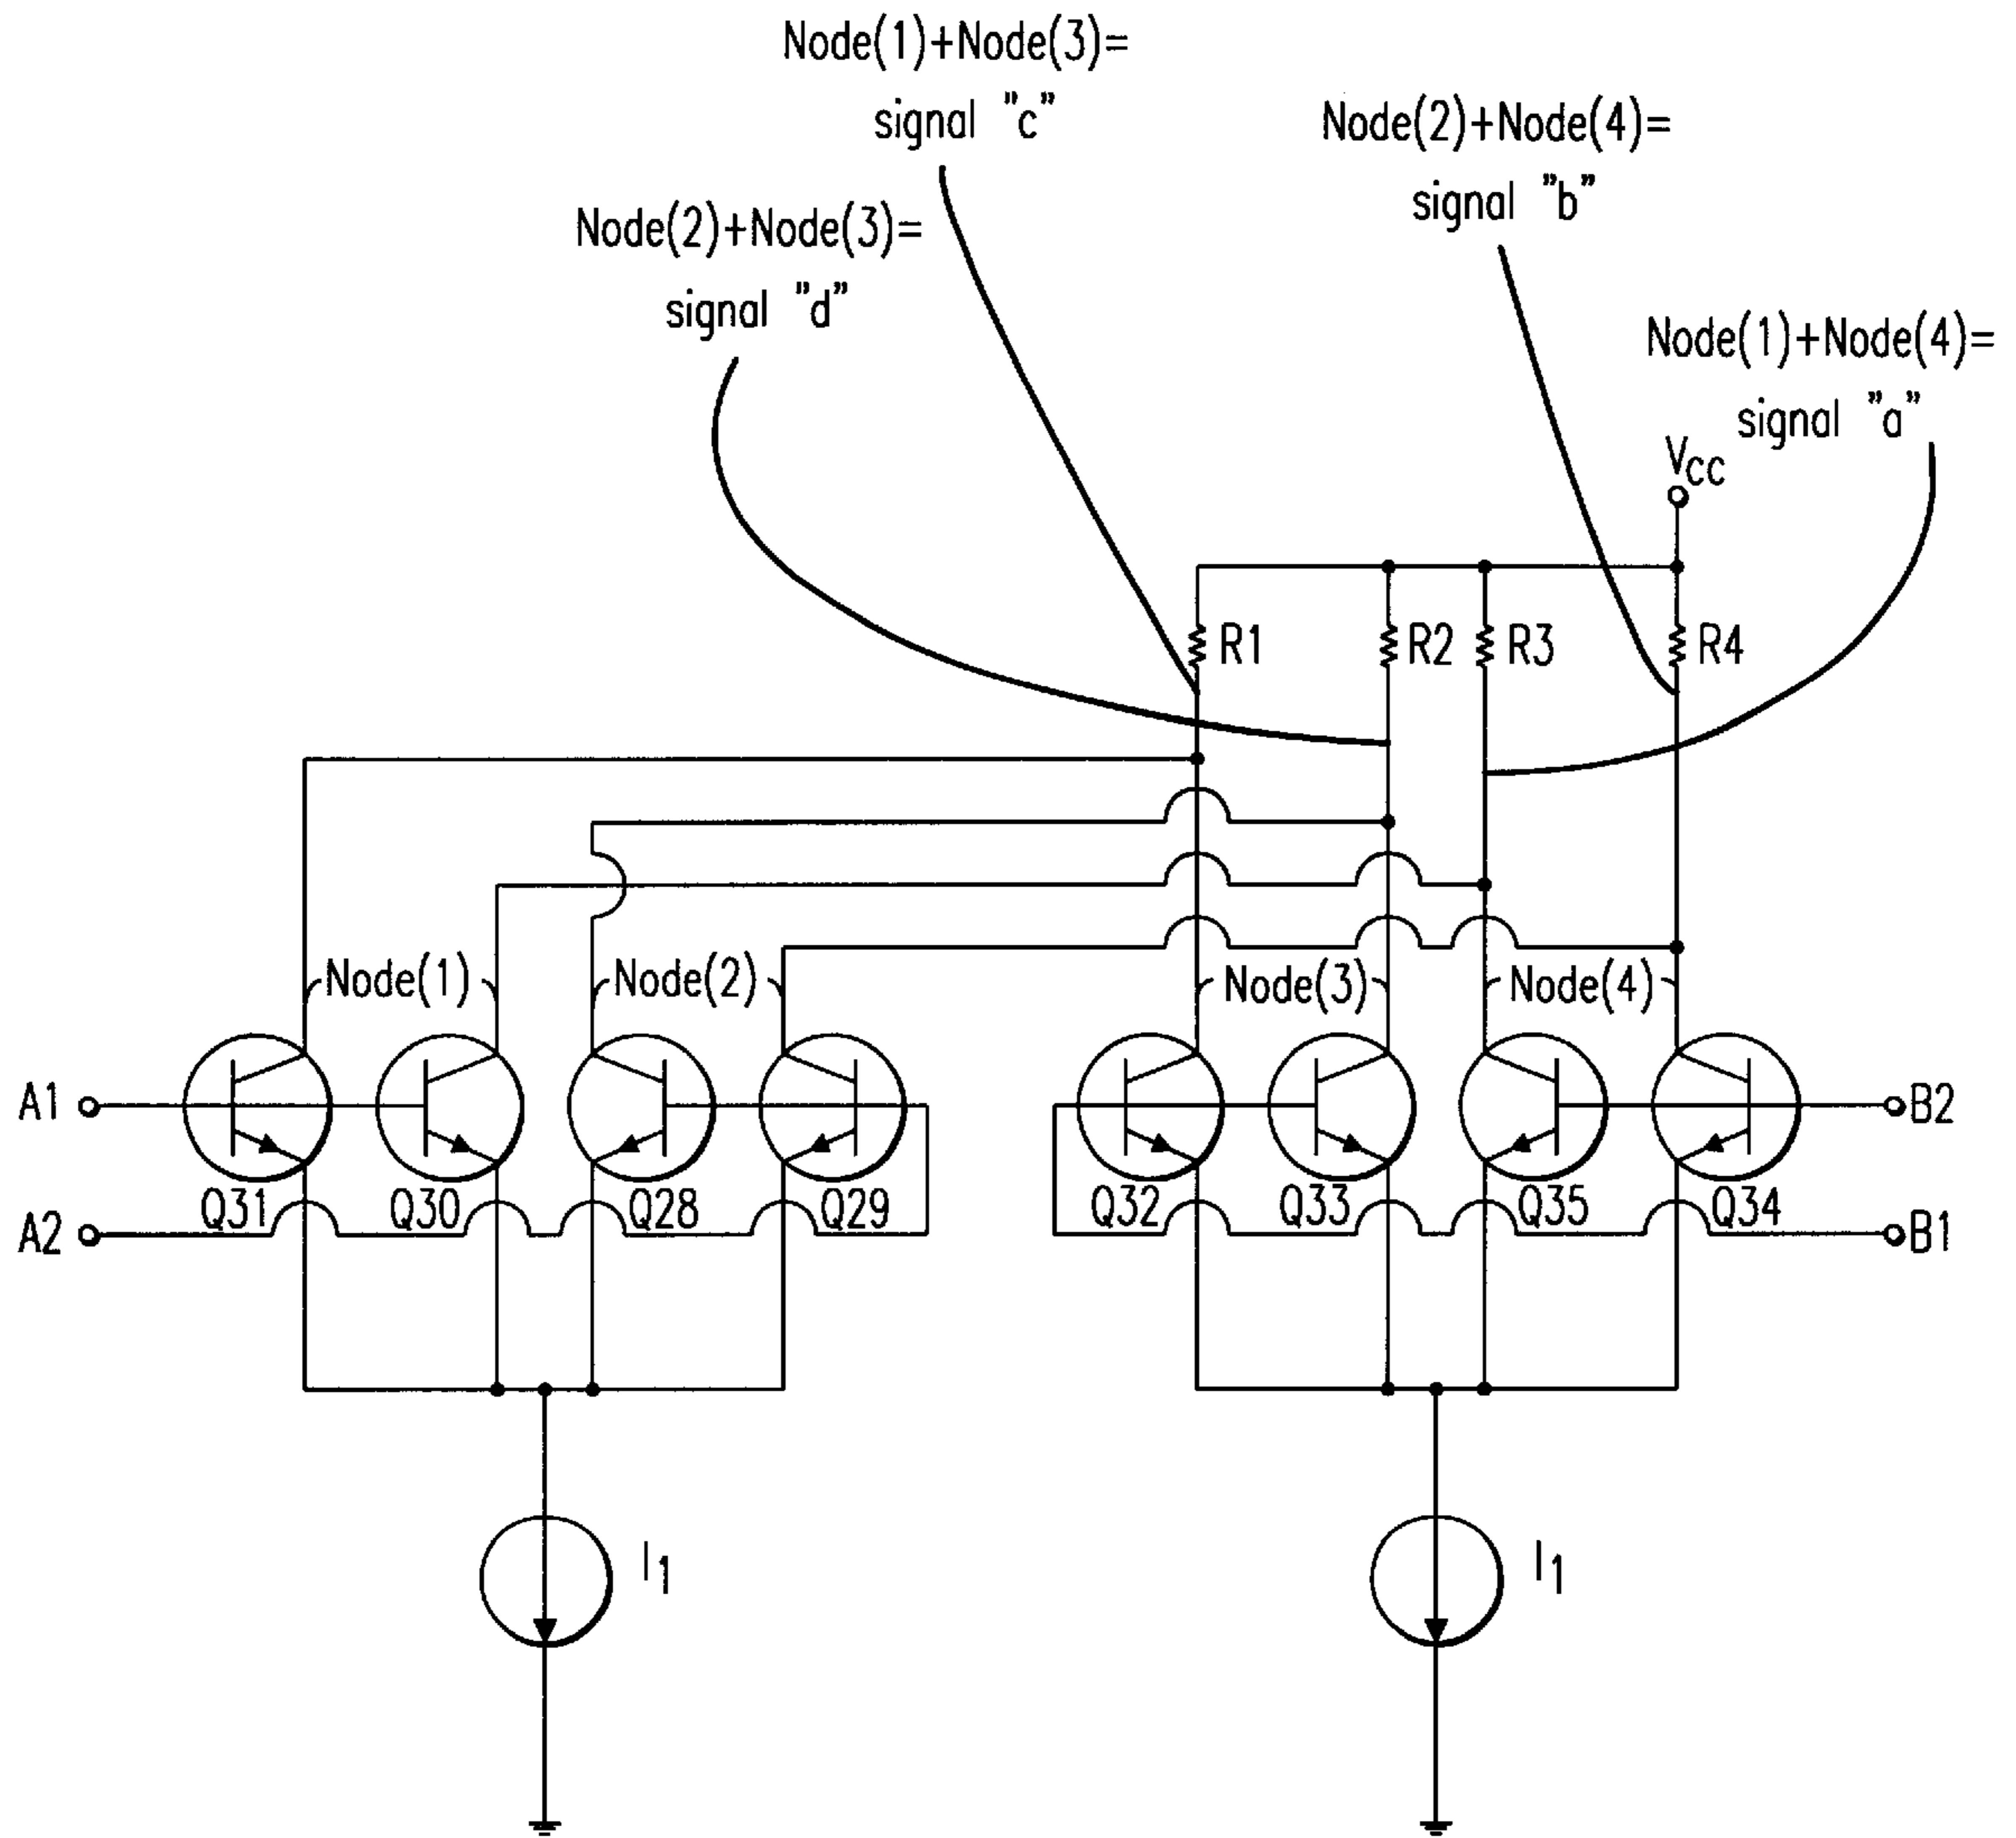 Node(1)+Node(3)=
signal "c"
Node(2)+Node(4)=
signal "b"
Node(2)+Node(3)=
signal "d"
Node(1)+Node(4)=
signal "a"
VCC
R1
R2
R3
R4
Node(1)
Node(2)
Node(3)
Node(4)
A1
B2
Q31
Q30
Q28
Q29
Q32
Q33
Q35
Q34
A2
B1
I1
I1